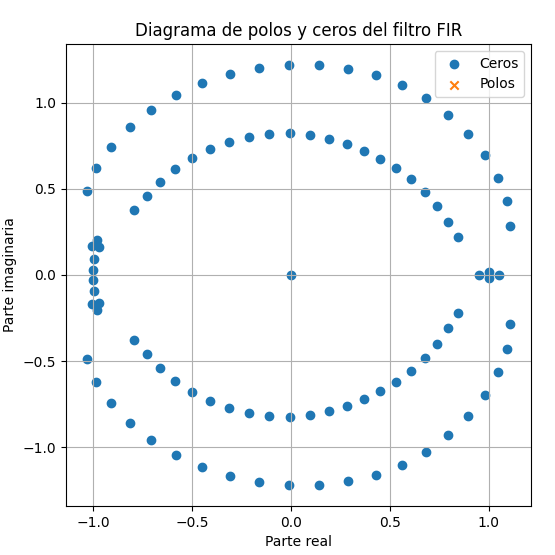 Diagrama de polos y ceros del filtro FIR
Ceros
Polos
1.0
0.5
0.0
−0.5
−1.0
Parte imaginaria
−1.0
−0.5
0.0
0.5
1.0
Parte real